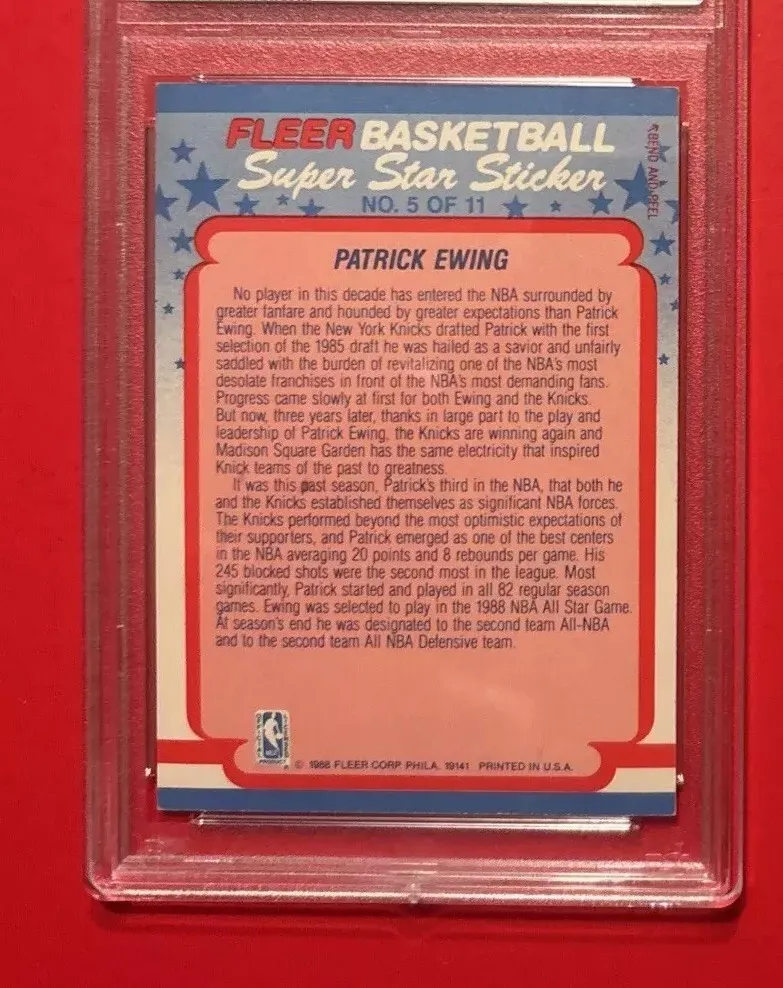 FLEER BASKETBALL
Super Star Sticker
NO. 5 OF 11
BEND AND PEEL
PATRICK EWING
No player in this decade has entered the NBA surrounded by
greater fanfare and hounded by greater expectations than Patrick
Ewing. When the New York Knicks drafted Patrick with the first
selection of the 1985 draft he was hailed as a savior and unfairly
saddled with the burden of revitalizing one of the NBA's most
desolate franchises in front of the NBA's most demanding fans.
Progress came slowly at first for both Ewing and the Knicks.
But now, three years later, thanks in large part to the play and
leadership of Patrick Ewing, the Knicks are winning again and
Madison Square Garden has the same electricity that inspired
Knick teams of the past to greatness.
It was this past season, Patrick's third in the NBA, that both he
and the Knicks established themselves as significant NBA forces.
The Knicks performed beyond the most optimistic expectations of
their supporters, and Patrick emerged as one of the best centers
in the NBA averaging 20 points and 8 rebounds per game. His
245 blocked shots were the second most in the league. Most
significantly, Patrick started and played in all 82 regular season
games. Ewing was selected to play in the 1988 NBA All Star Game.
At season's end he was designated to the second team All-NBA
and to the second team All NBA Defensive team.
OFFICIAL LICENSED
NBA
PRODUCT
© 1988 FLEER CORP. PHILA. 19141 PRINTED IN U.S.A.